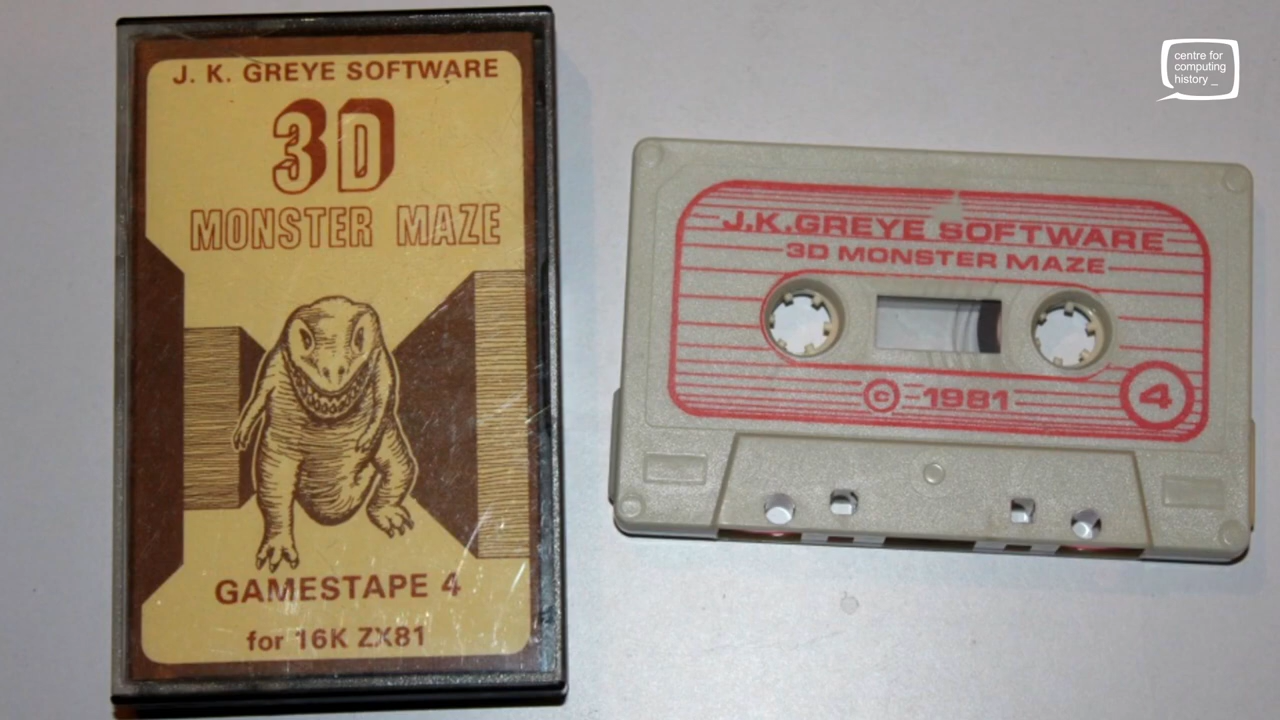 J. K. GREYE SOFTWARE
3D
MONSTER MAZE
GAMESTAPE 4
for 16K ZX81
J.K.GREYE SOFTWARE
3D MONSTER MAZE
© 1981
4
centre for
computing
history _